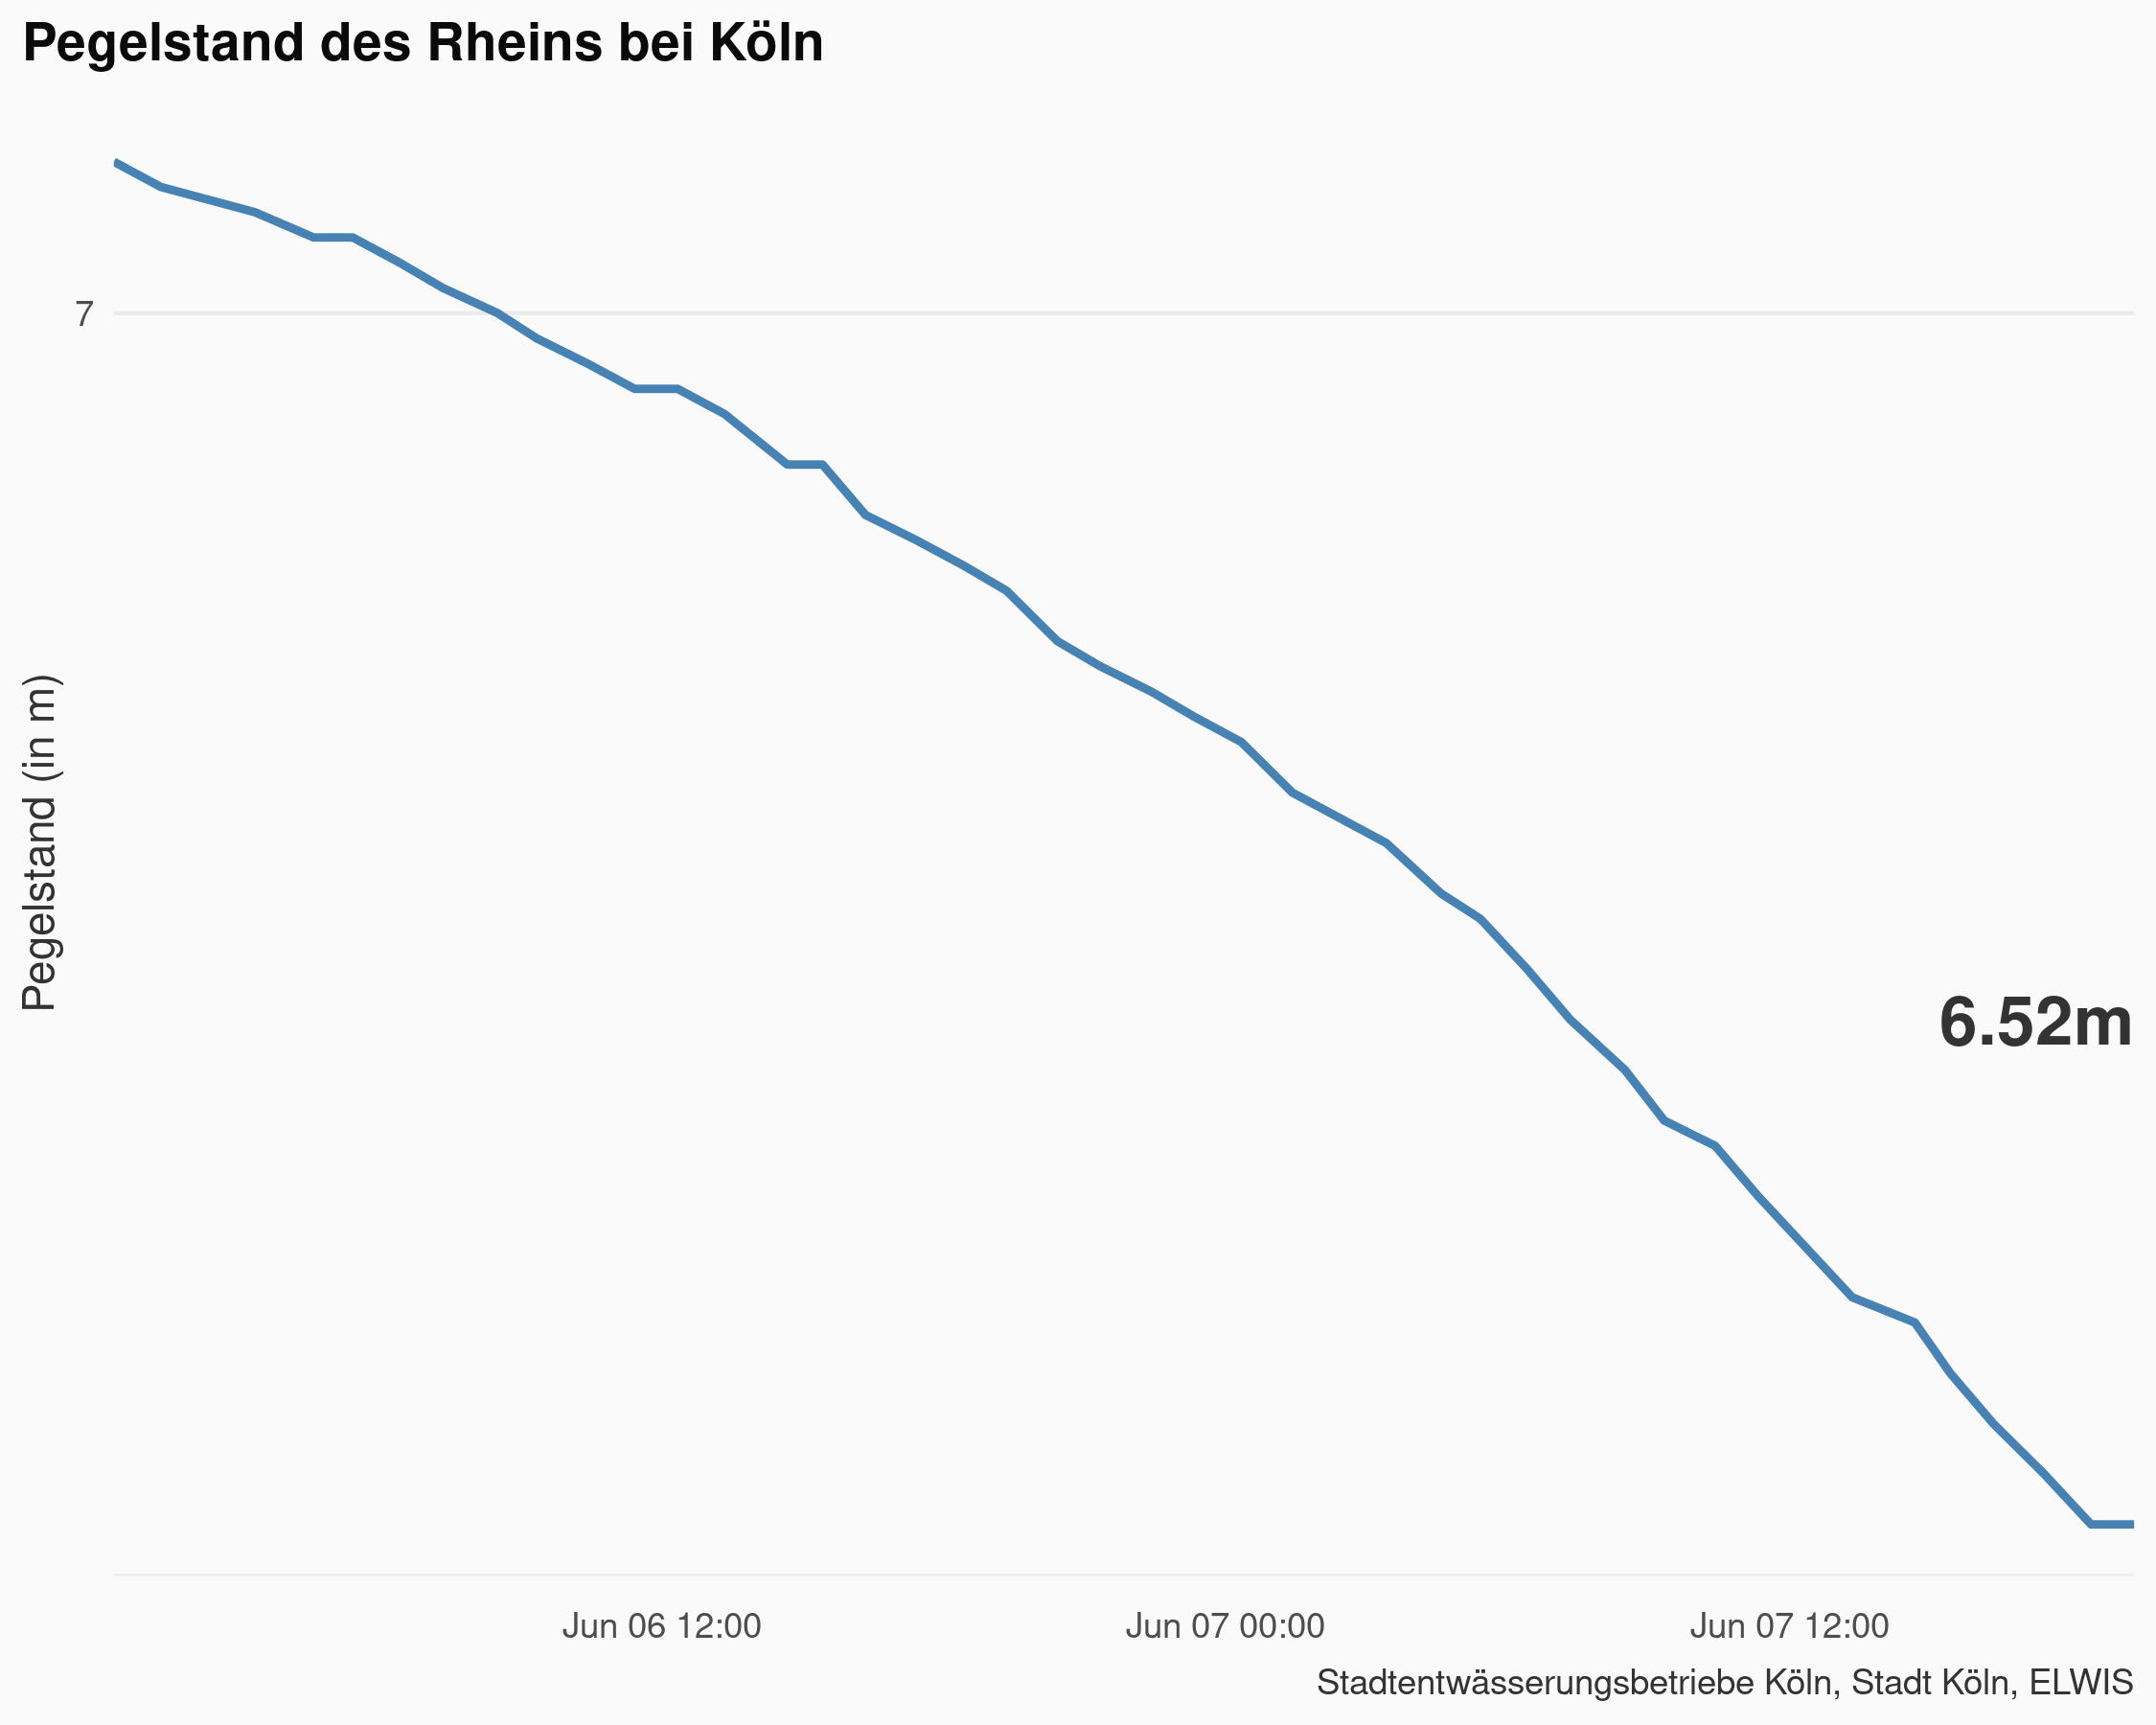 Pegelstand des Rheins bei Köln
7
Pegelstand (in m)
6.52m
Jun 06 12:00
Jun 07 00:00
Jun 07 12:00
Stadtentwässerungsbetriebe Köln, Stadt Köln, ELWIS